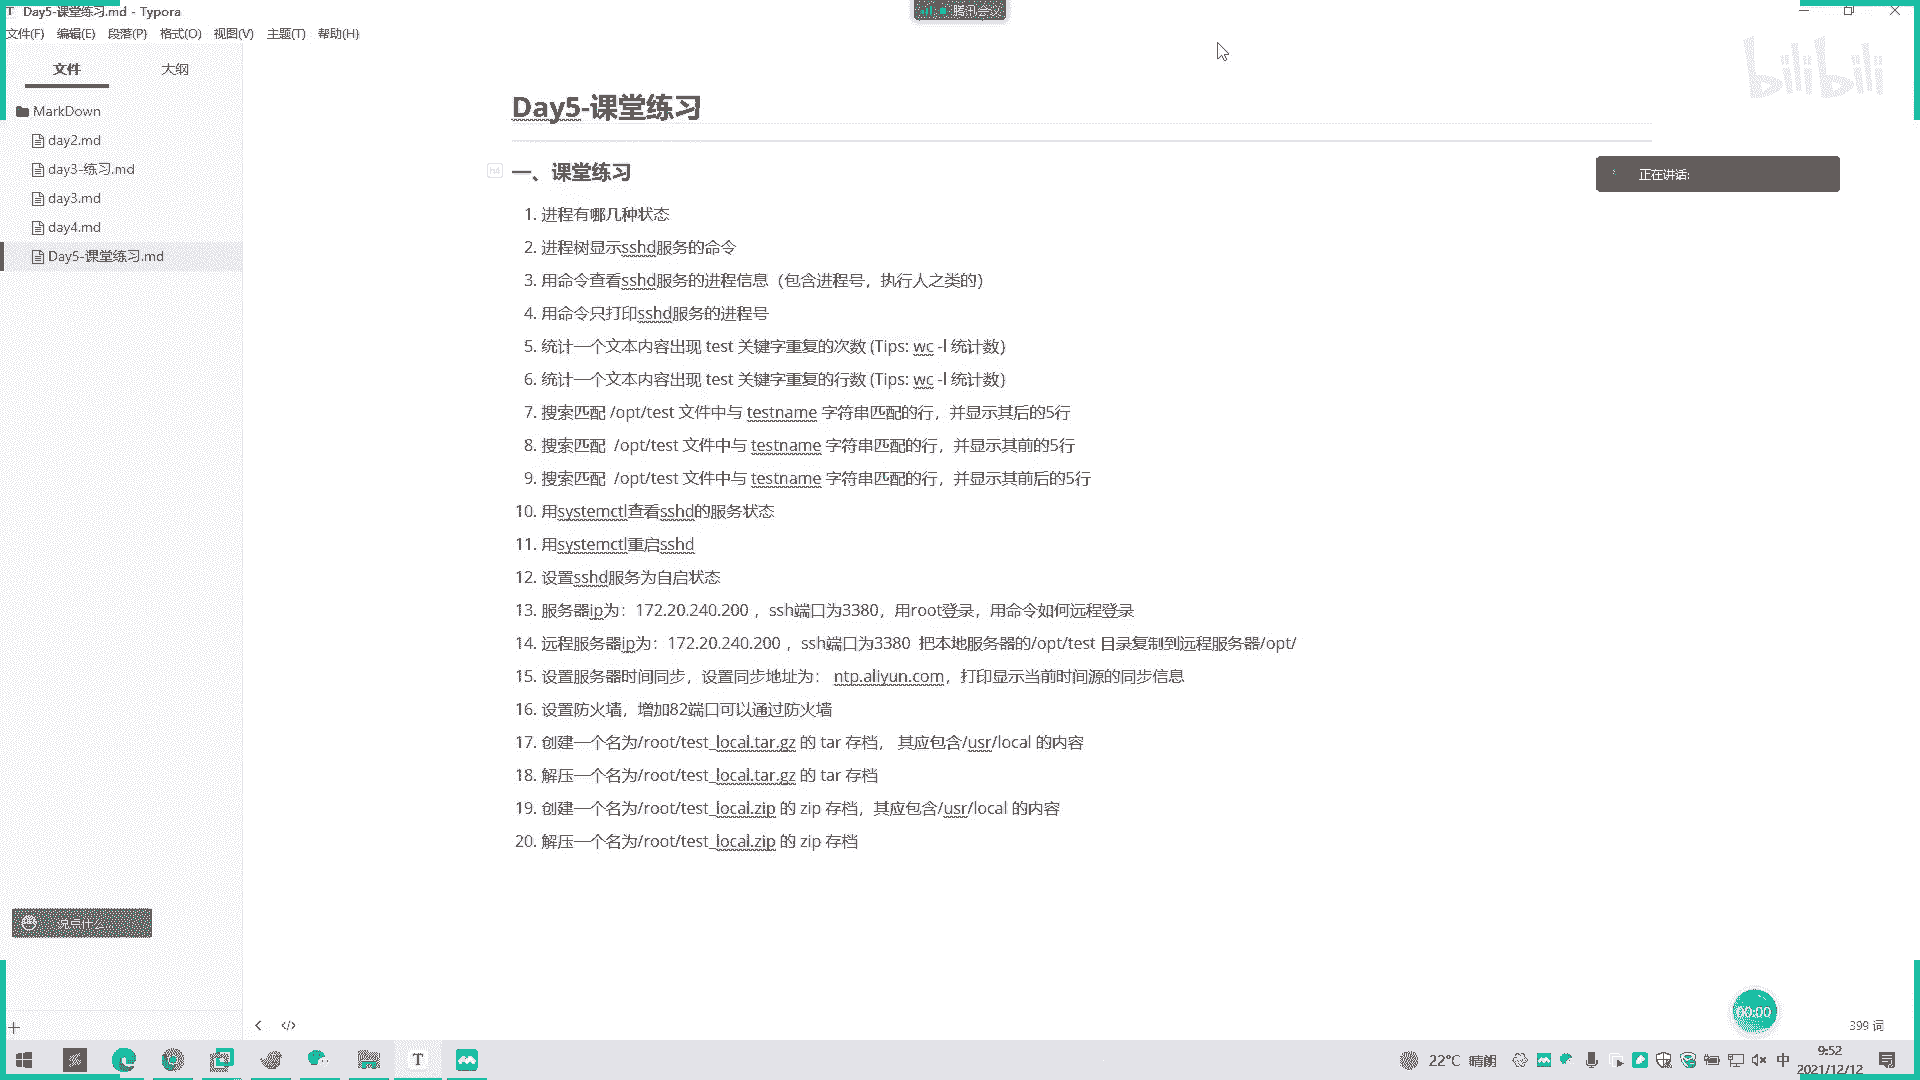 Day5-课堂练习.md - Typora
腾讯会议
文件(F) 编辑(E) 段落(P) 格式(O) 视图(V) 主题(T) 帮助(H)
文件 大纲
bilibili
MarkDown
day2.md
day3-练习.md
day3.md
day4.md
Day5-课堂练习.md
Day5-课堂练习
一、课堂练习
正在讲话:
1. 进程有哪几种状态
2. 进程树显示sshd服务的命令
3. 用命令查看sshd服务的进程信息（包含进程号，执行人之类的）
4. 用命令只打印sshd服务的进程号
5. 统计一个文本内容出现 test 关键字重复的次数 (Tips: wc -l 统计数)
6. 统计一个文本内容出现 test 关键字重复的行数 (Tips: wc -l 统计数)
7. 搜索匹配 /opt/test 文件中与 testname 字符串匹配的行，并显示其后的5行
8. 搜索匹配 /opt/test 文件中与 testname 字符串匹配的行，并显示其前的5行
9. 搜索匹配 /opt/test 文件中与 testname 字符串匹配的行，并显示其前后的5行
10. 用systemctl查看sshd的服务状态
11. 用systemctl重启sshd
12. 设置sshd服务为自启状态
13. 服务器ip为：172.20.240.200 ，ssh端口为3380，用root登录，用命令如何远程登录
14. 远程服务器ip为：172.20.240.200 ，ssh端口为3380 把本地服务器的/opt/test 目录复制到远程服务器/opt/
15. 设置服务器时间同步，设置同步地址为： ntp.aliyun.com，打印显示当前时间源的同步信息
16. 设置防火墙，增加82端口可以通过防火墙
17. 创建一个名为/root/test_local.tar.gz 的 tar 存档， 其应包含/usr/local 的内容
18. 解压一个名为/root/test_local.tar.gz 的 tar 存档
19. 创建一个名为/root/test_local.zip 的 zip 存档，其应包含/usr/local 的内容
20. 解压一个名为/root/test_local.zip 的 zip 存档
说点什么...
00:00
399 词
22°C 晴朗
中
9:52
2021/12/12